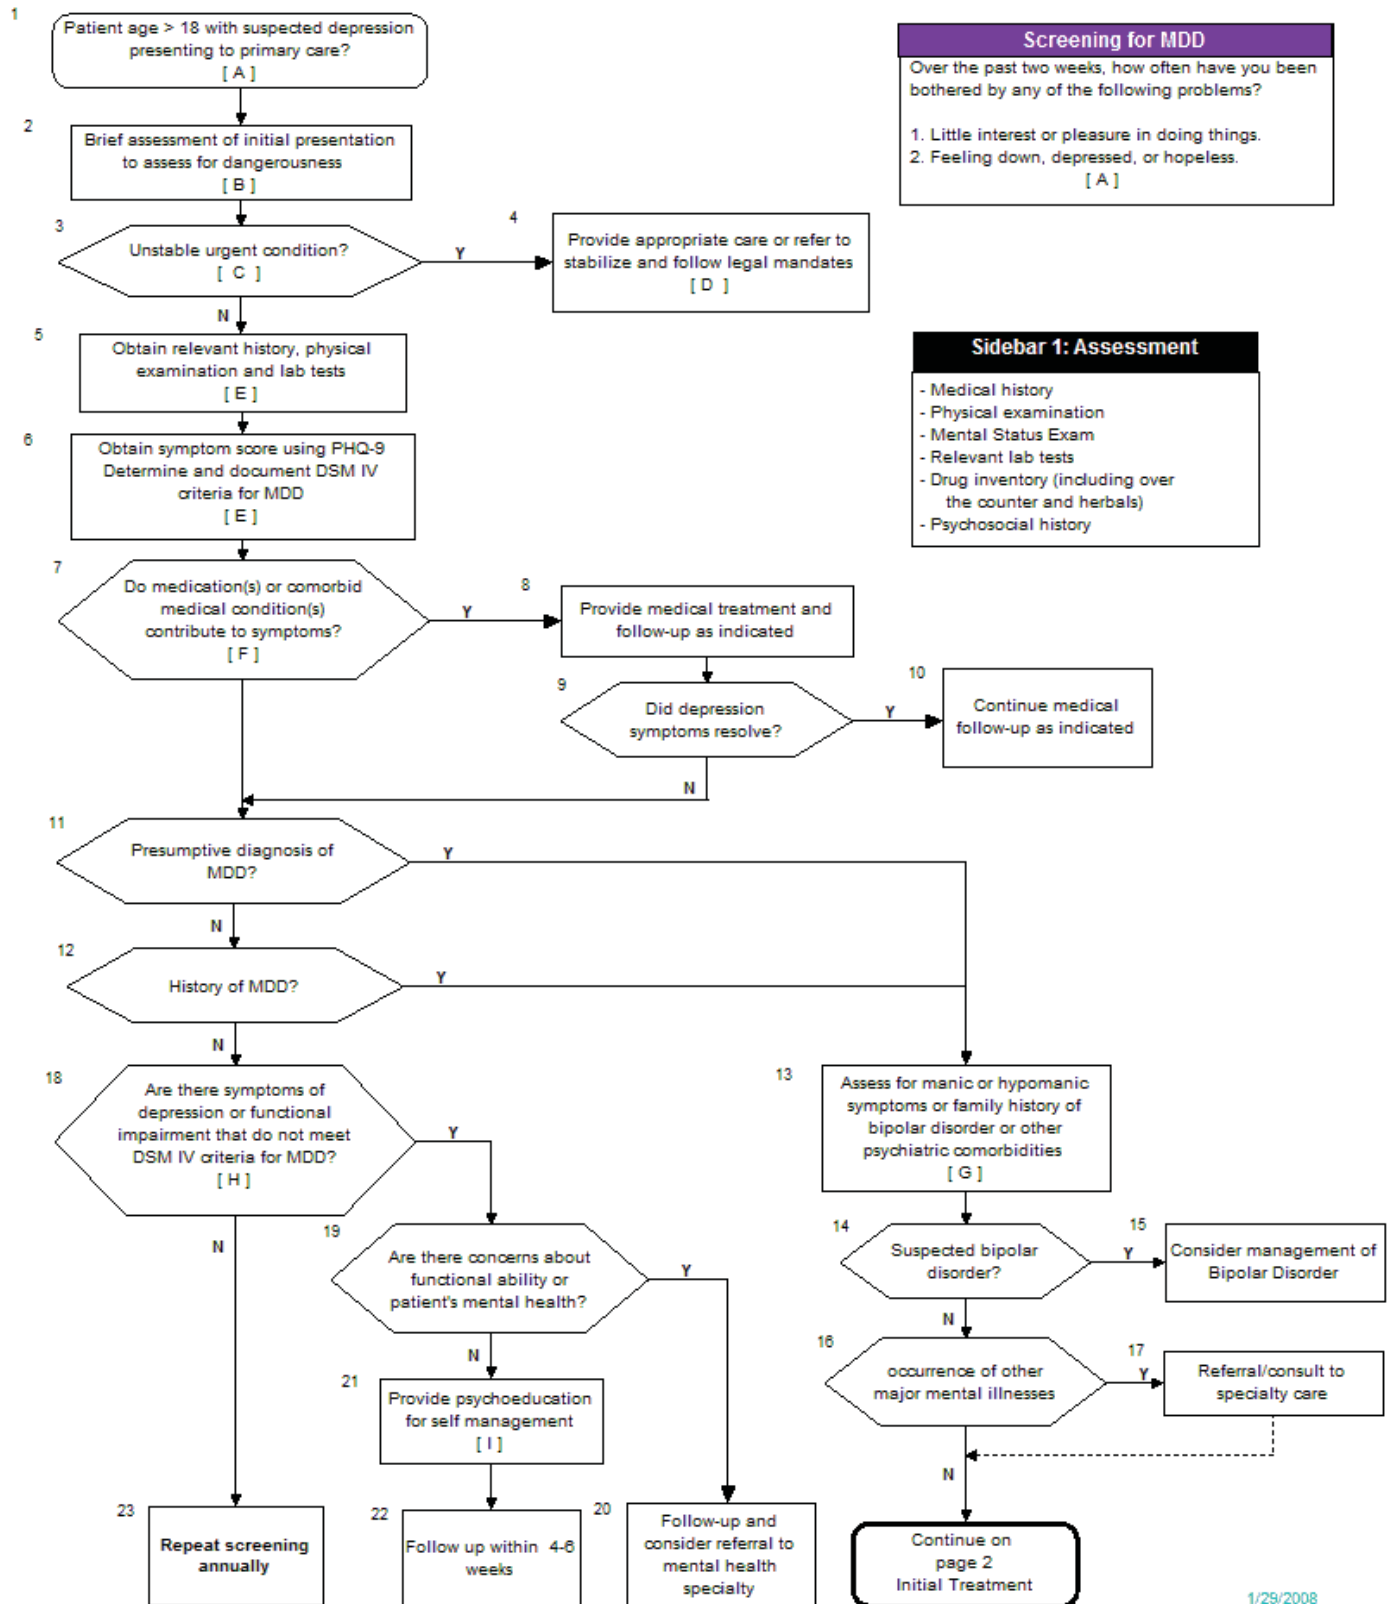 1
Patient age > 18 with suspected depression
presenting to primary care?
[ A ]
Screening for MDD
Over the past two weeks, how often have you been
bothered by any of the following problems?
1. Little interest or pleasure in doing things.
2. Feeling down, depressed, or hopeless.
[ A ]
2
Brief assessment of initial presentation
to assess for dangerousness
[ B ]
3
Unstable urgent condition?
[ C ]
Y
4
Provide appropriate care or refer to
stabilize and follow legal mandates
[ D ]
N
5
Obtain relevant history, physical
examination and lab tests
[ E ]
Sidebar 1: Assessment
- Medical history
- Physical examination
- Mental Status Exam
- Relevant lab tests
- Drug inventory (including over
the counter and herbals)
- Psychosocial history
6
Obtain symptom score using PHQ-9
Determine and document DSM IV
criteria for MDD
[ E ]
7
Do medication(s) or comorbid
medical condition(s)
contribute to symptoms?
[ F ]
Y
8
Provide medical treatment and
follow-up as indicated
9
Did depression
symptoms resolve?
Y
10
Continue medical
follow-up as indicated
N
11
Presumptive diagnosis of
MDD?
Y
N
12
History of MDD?
Y
N
18
Are there symptoms of
depression or functional
impairment that do not meet
DSM IV criteria for MDD?
[ H ]
Y
N
13
Assess for manic or hypomanic
symptoms or family history of
bipolar disorder or other
psychiatric comorbidities
[ G ]
14
Suspected bipolar
disorder?
Y
15
Consider management of
Bipolar Disorder
N
19
Are there concerns about
functional ability or
patient's mental health?
Y
N
16
occurrence of other
major mental illnesses
Y
17
Referral/consult to
specialty care
N
21
Provide psychoeducation
for self management
[ I ]
23
Repeat screening
annually
22
Follow up within 4-6
weeks
20
Follow-up and
consider referral to
mental health
specialty
Continue on
page 2
Initial Treatment
1/29/2008